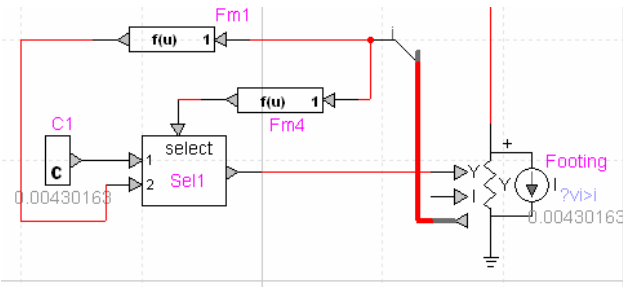 Fm1
i
f(u) 1
f(u) 1
Fm4
C1
select
+
c
1
Sel1
Footing
2
Y
Y
I
?vi>i
0.00430163
I
0.00430163